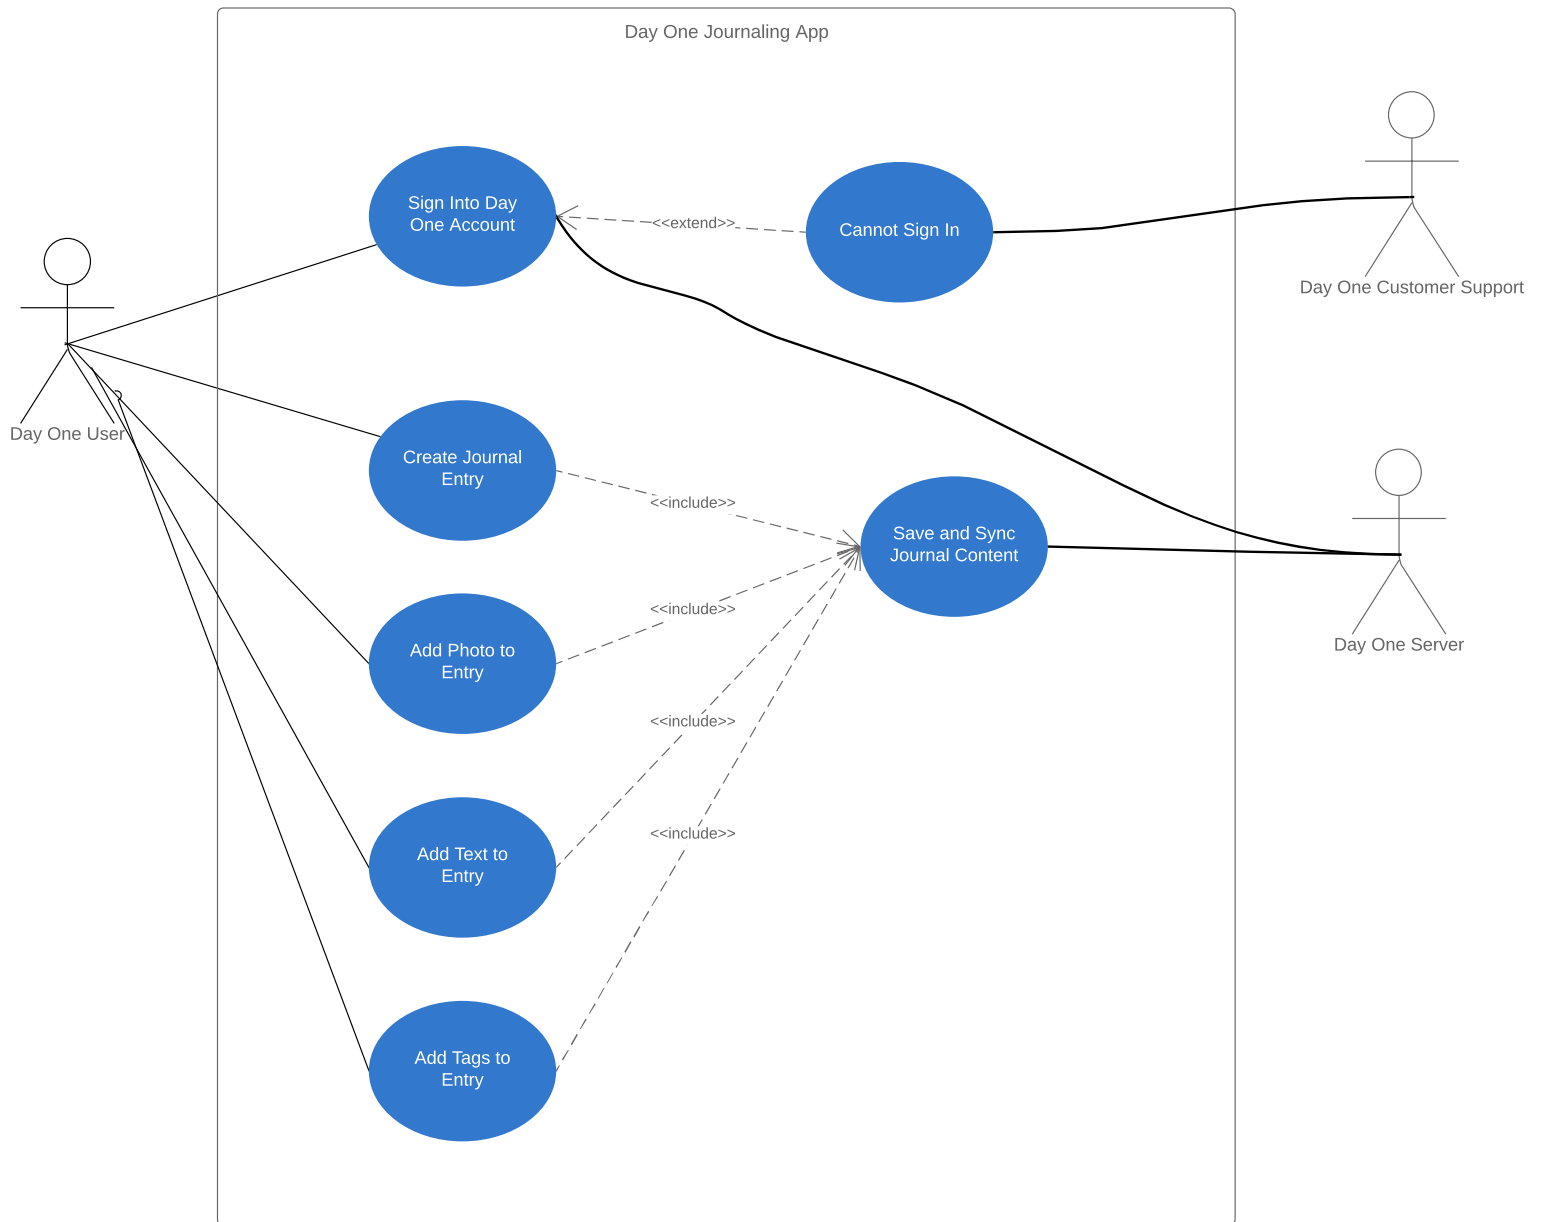 Day One Journaling App
Sign Into Day
One Account
<<extend>>
Cannot Sign In
Day One Customer Support
Day One User
Create Journal
Entry
<<include>>
Save and Sync
Journal Content
Day One Server
Add Photo to
Entry
<<include>>
<<include>>
Add Text to
Entry
<<include>>
Add Tags to
Entry